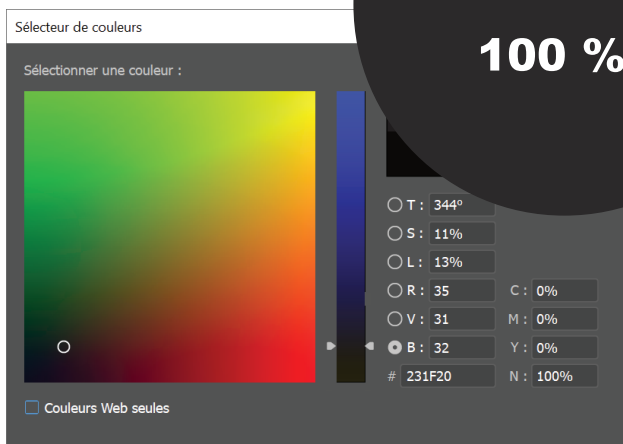 Sélecteur de couleurs
100 %
Sélectionner une couleur :
T : 344º
S : 11%
L : 13%
R : 35 C : 0%
V : 31 M : 0%
B : 32 Y : 0%
# 231F20 N : 100%
Couleurs Web seules